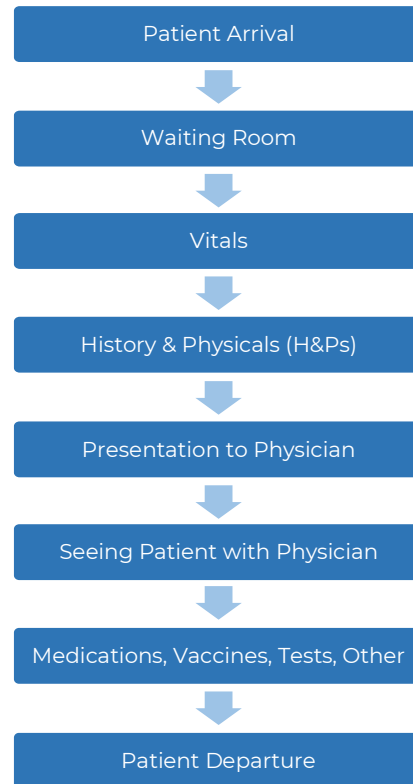 Patient Arrival
Waiting Room
Vitals
History & Physicals (H&Ps)
Presentation to Physician
Seeing Patient with Physician
Medications, Vaccines, Tests, Other
Patient Departure